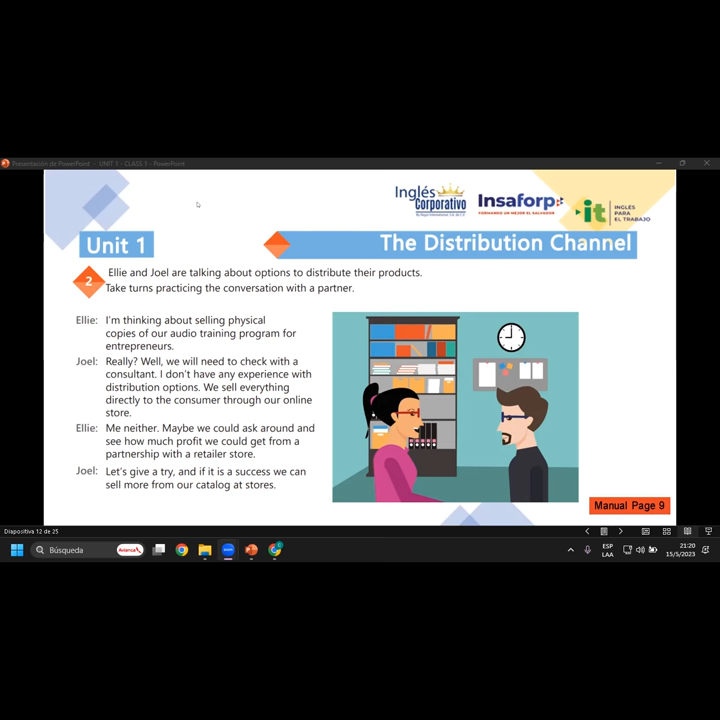 Presentación de PowerPoint - UNIT 1 - CLASS 1 - PowerPoint
Inglés
Corporativo
Insaforp
FORMANDO UN MEJOR EL SALVADOR
it
INGLÉS
PARA
EL TRABAJO
Unit 1
The Distribution Channel
2
Ellie and Joel are talking about options to distribute their products.
Take turns practicing the conversation with a partner.
Ellie: I'm thinking about selling physical
copies of our audio training program for
entrepreneurs.
Joel: Really? Well, we will need to check with a
consultant. I don't have any experience with
distribution options. We sell everything
directly to the consumer through our online
store.
Ellie: Me neither. Maybe we could ask around and
see how much profit we could get from a
partnership with a retailer store.
Joel: Let's give a try, and if it is a success we can
sell more from our catalog at stores.
Manual Page 9
Diapositiva 12 de 25
Búsqueda
Avianca
ESP
LAA
21:20
15/5/2023